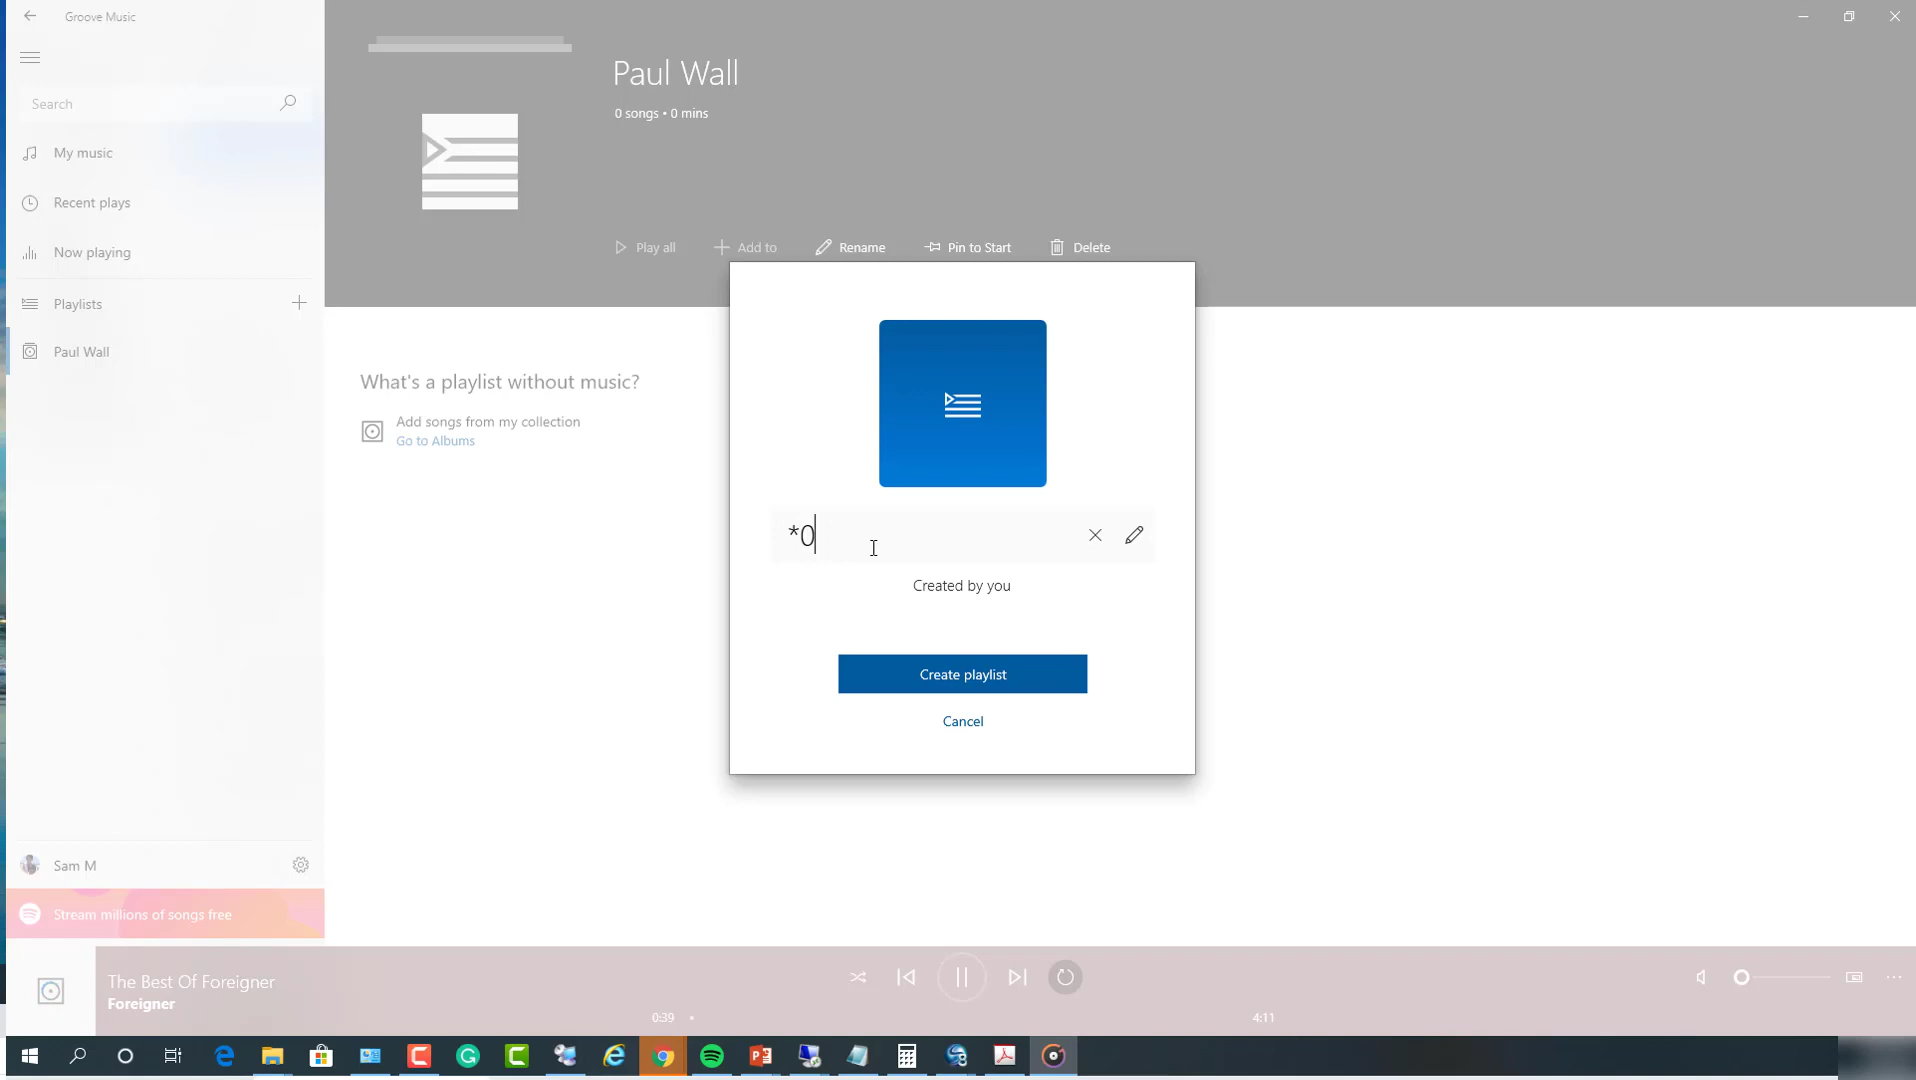 Groove Music
Search
My music
Recent plays
Now playing
Playlists
Paul Wall
Sam M
Stream millions of songs free
Paul Wall
0 songs • 0 mins
Play all
Add to
Rename
Pin to Start
Delete
What's a playlist without music?
Add songs from my collection
Go to Albums
*0
Created by you
Create playlist
Cancel
The Best Of Foreigner
Foreigner
0:39
4:11